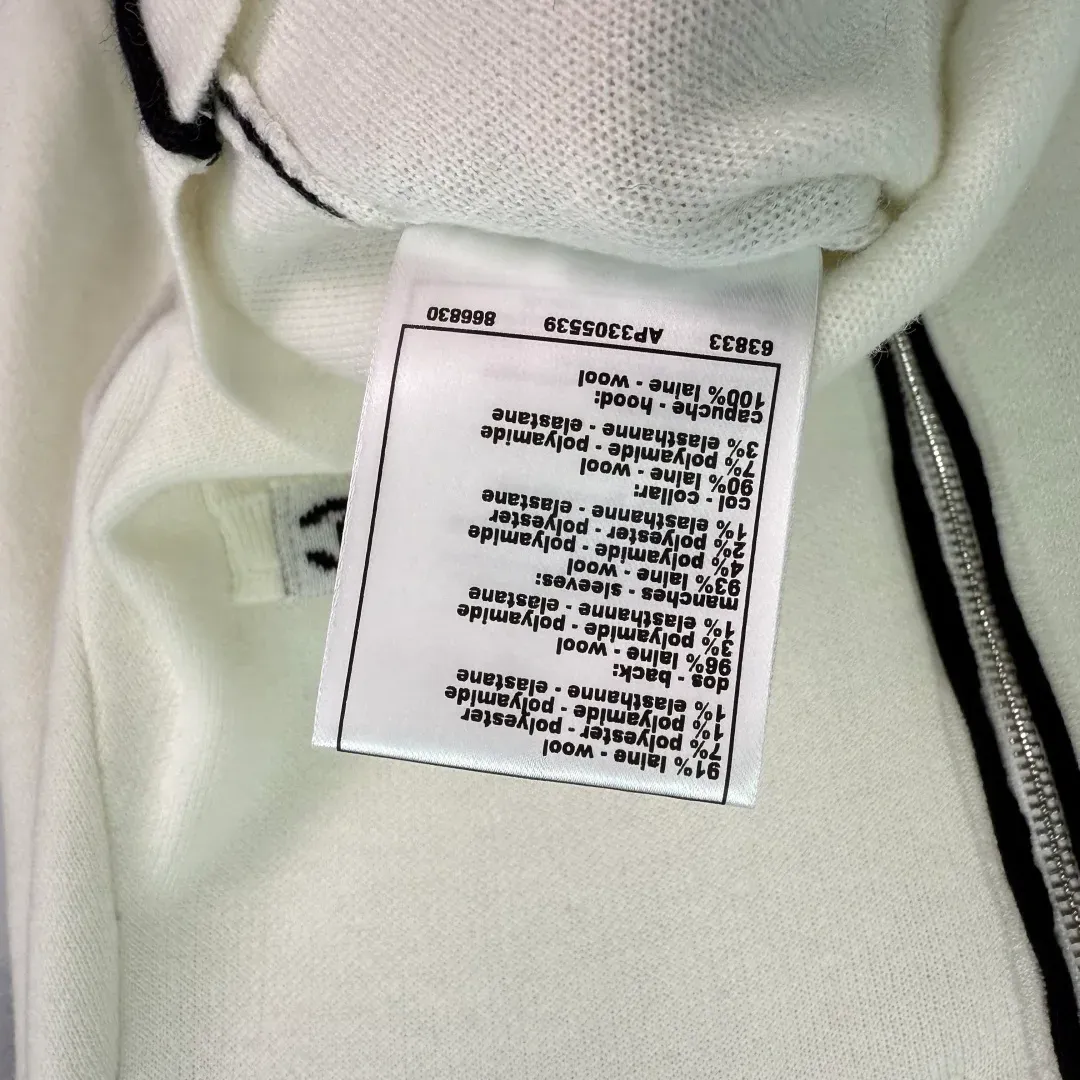 91% laine - wool
7% polyester - polyester
1% polyamide - polyamide
1% elasthanne - elastane
dos - back:
96% laine - wool
3% polyamide - polyamide
1% elasthanne - elastane
manches - sleeves:
93% laine - wool
4% polyamide - polyamide
2% polyester - polyester
1% elasthanne - elastane
col - collar:
90% laine - wool
7% polyamide - polyamide
3% elasthanne - elastane
capuche - hood:
100% laine - wool
63833 AP3305539 866830